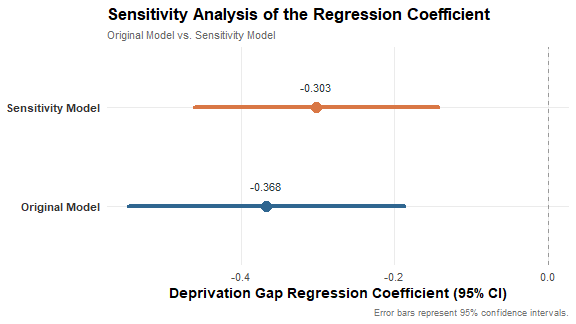 Sensitivity Analysis of the Regression Coefficient
Original Model vs. Sensitivity Model
-0.303
Sensitivity Model
-0.368
Original Model
-0.4 -0.2 0.0
Deprivation Gap Regression Coefficient (95% CI)
Error bars represent 95% confidence intervals.